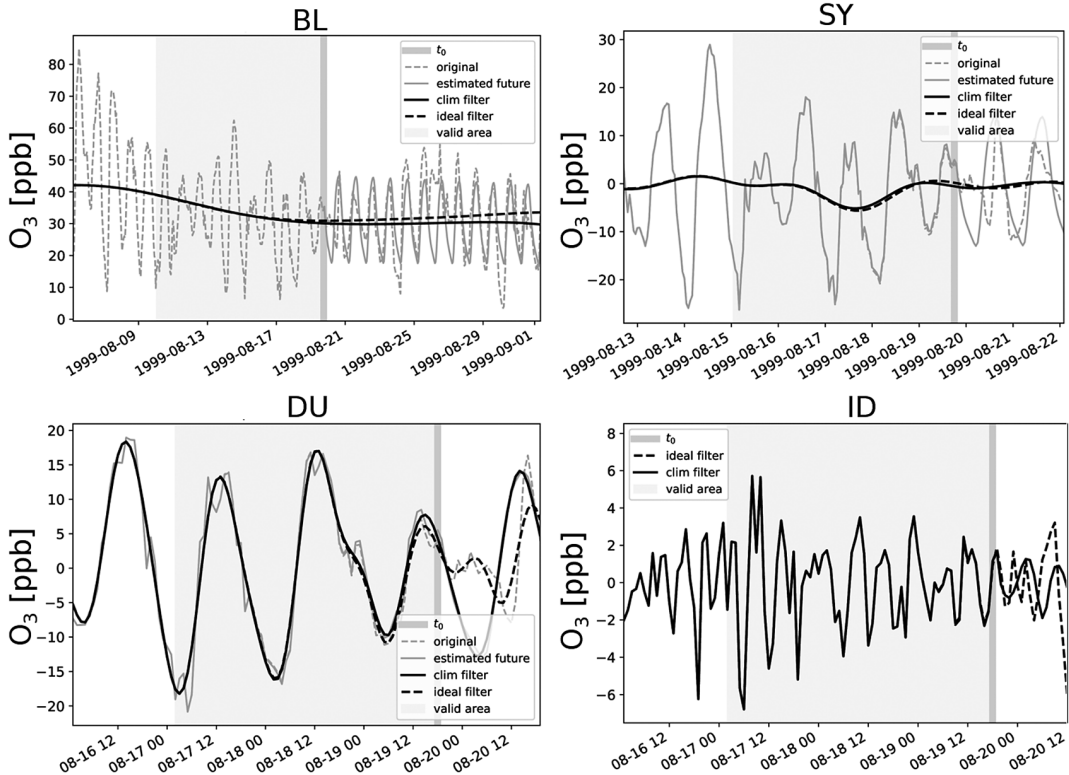 BL
O₃ [ppb]
80
70
60
50
40
30
20
10
0
t₀
original
estimated future
clim filter
ideal filter
valid area
1999-08-09
1999-08-13
1999-08-17
1999-08-21
1999-08-25
1999-08-29
1999-09-01
SY
O₃ [ppb]
30
20
10
0
−10
−20
t₀
original
estimated future
clim filter
ideal filter
valid area
1999-08-13
1999-08-14
1999-08-15
1999-08-16
1999-08-17
1999-08-18
1999-08-19
1999-08-20
1999-08-21
1999-08-22
DU
O₃ [ppb]
20
15
10
5
0
−5
−10
−15
−20
t₀
original
estimated future
clim filter
ideal filter
valid area
08-16 12
08-17 00
08-17 12
08-18 00
08-18 12
08-19 00
08-19 12
08-20 00
08-20 12
ID
O₃ [ppb]
8
6
4
2
0
−2
−4
−6
t₀
ideal filter
clim filter
valid area
08-16 12
08-17 00
08-17 12
08-18 00
08-18 12
08-19 00
08-19 12
08-20 00
08-20 12